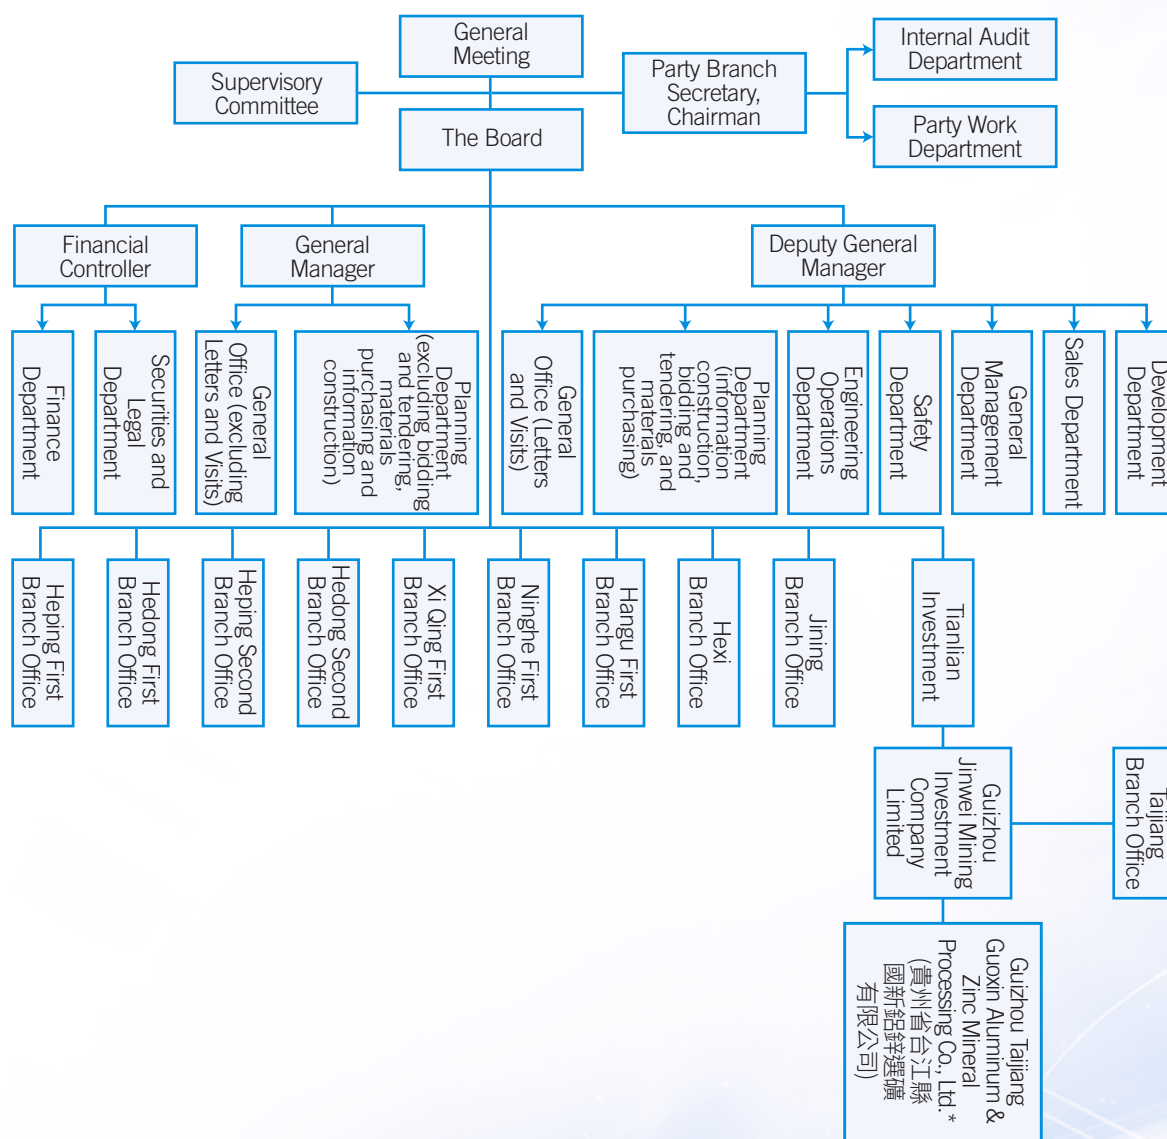 General
Meeting
Supervisory
Committee
Party Branch
Secretary,
Chairman
Internal Audit
Department
Party Work
Department
The Board
Financial
Controller
General
Manager
Deputy General
Manager
Finance
Department
Securities and
Legal
Department
General
Office (excluding
Letters and Visits)
Planning
Department
(excluding bidding
and tendering,
materials
purchasing and
information
construction)
General
Office (Letters
and Visits)
Planning
Department
(information
construction,
bidding and
tendering, and
materials
purchasing)
Engineering
Operations
Department
Safety
Department
General
Management
Department
Sales Department
Development
Department
Heping First
Branch Office
Hedong First
Branch Office
Heping Second
Branch Office
Hedong Second
Branch Office
Xi Qing First
Branch Office
Ninghe First
Branch Office
Hangu First
Branch Office
Hexi
Branch Office
Jining
Branch Office
Tianlian
Investment
Guizhou
Jinwei Mining
Investment
Company
Limited
Taijiang
Branch Office
Guizhou Taijiang
Guoxin Aluminum &
Zinc Mineral
Processing Co., Ltd.*
(貴州省台江縣
國新鋁鋅選礦
有限公司)